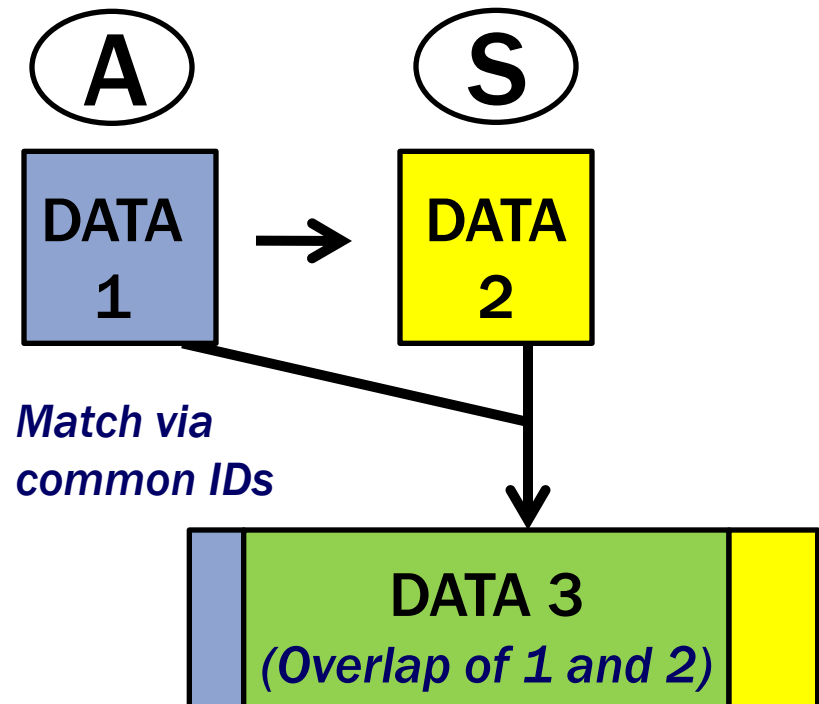 A
S
DATA
1
DATA
2
Match via
common IDs
DATA 3
(Overlap of 1 and 2)